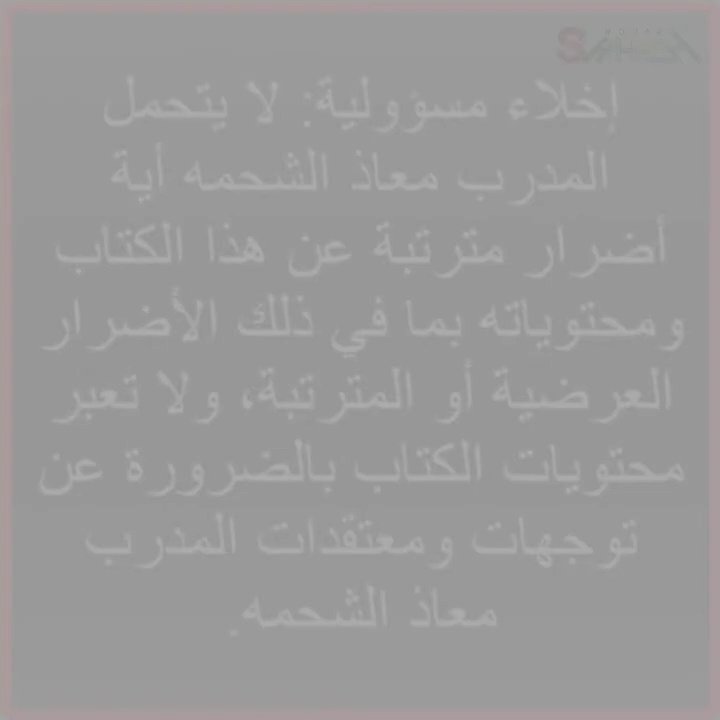 إخلاء مسؤولية: لا يتحمل
المدرب معاذ الشحمه أية
أضرار مترتبة عن هذا الكتاب
ومحتوياته بما في ذلك الأضرار
العرضية أو المترتبة، ولا تعبر
محتويات الكتاب بالضرورة عن
توجهات ومعتقدات المدرب
معاذ الشحمه.